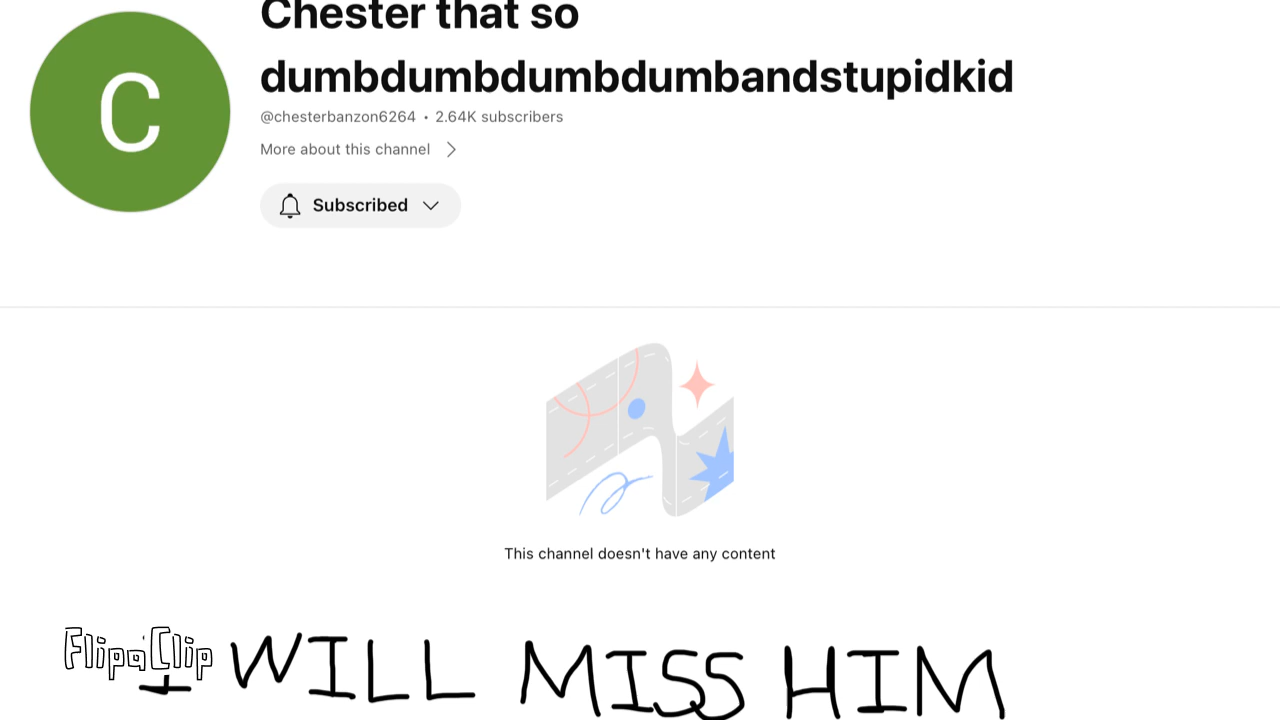 Chester that so
dumbdumbdumbdumbandstupidkid
@chesterbanzon6264 • 2.64K subscribers
More about this channel
C
Subscribed
This channel doesn't have any content
FlipaClip
I WILL MISS HIM